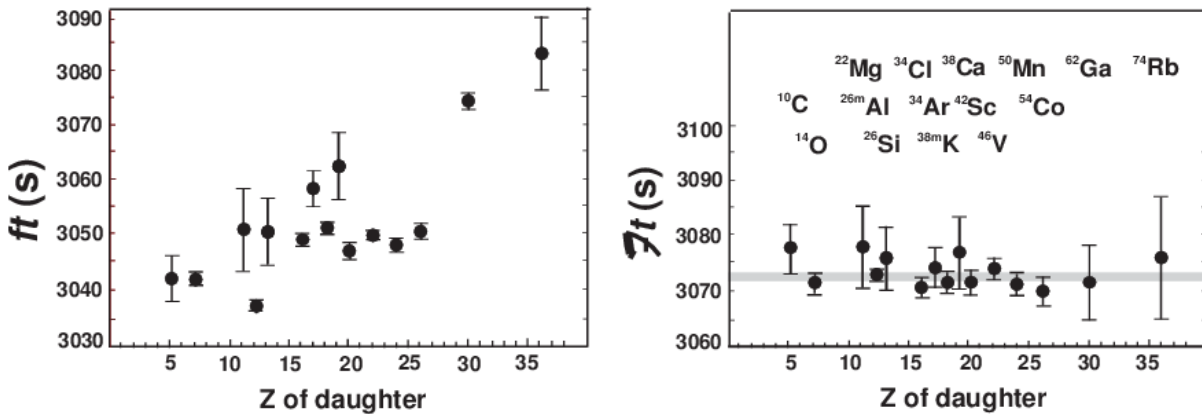 3090
3080
3070
3060
3050
3040
3030
ft (s)
5 10 15 20 25 30 35
Z of daughter
²²Mg ³⁴Cl ³⁸Ca ⁵⁰Mn ⁶²Ga ⁷⁴Rb
¹⁰C ²⁶ᵐAl ³⁴Ar ⁴²Sc ⁵⁴Co
¹⁴O ²⁶Si ³⁸ᵐK ⁴⁶V
3100
3090
3080
3070
3060
ℱt (s)
5 10 15 20 25 30 35
Z of daughter